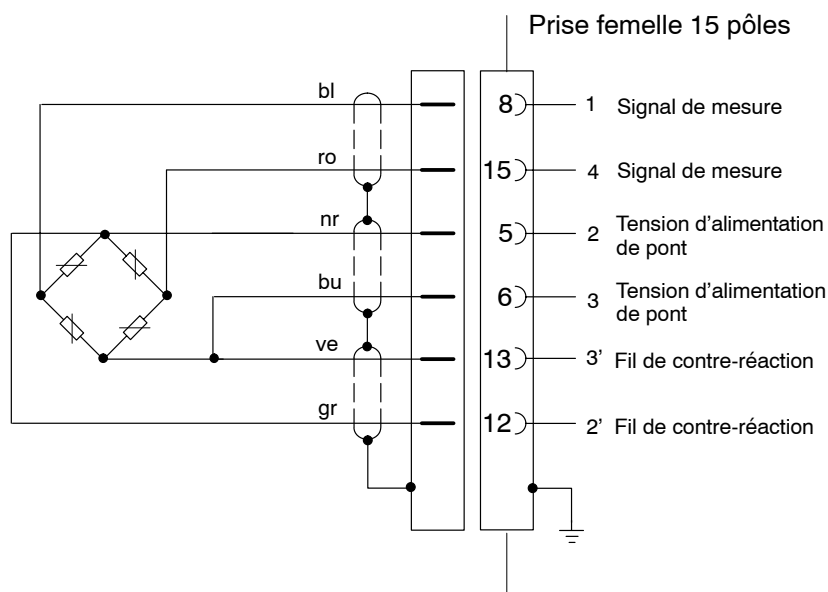 Prise femelle 15 pôles
bl 8 1 Signal de mesure
ro 15 4 Signal de mesure
nr 5 2 Tension d’alimentation
de pont
bu 6 3 Tension d’alimentation
de pont
ve 13 3’ Fil de contre-réaction
gr 12 2’ Fil de contre-réaction